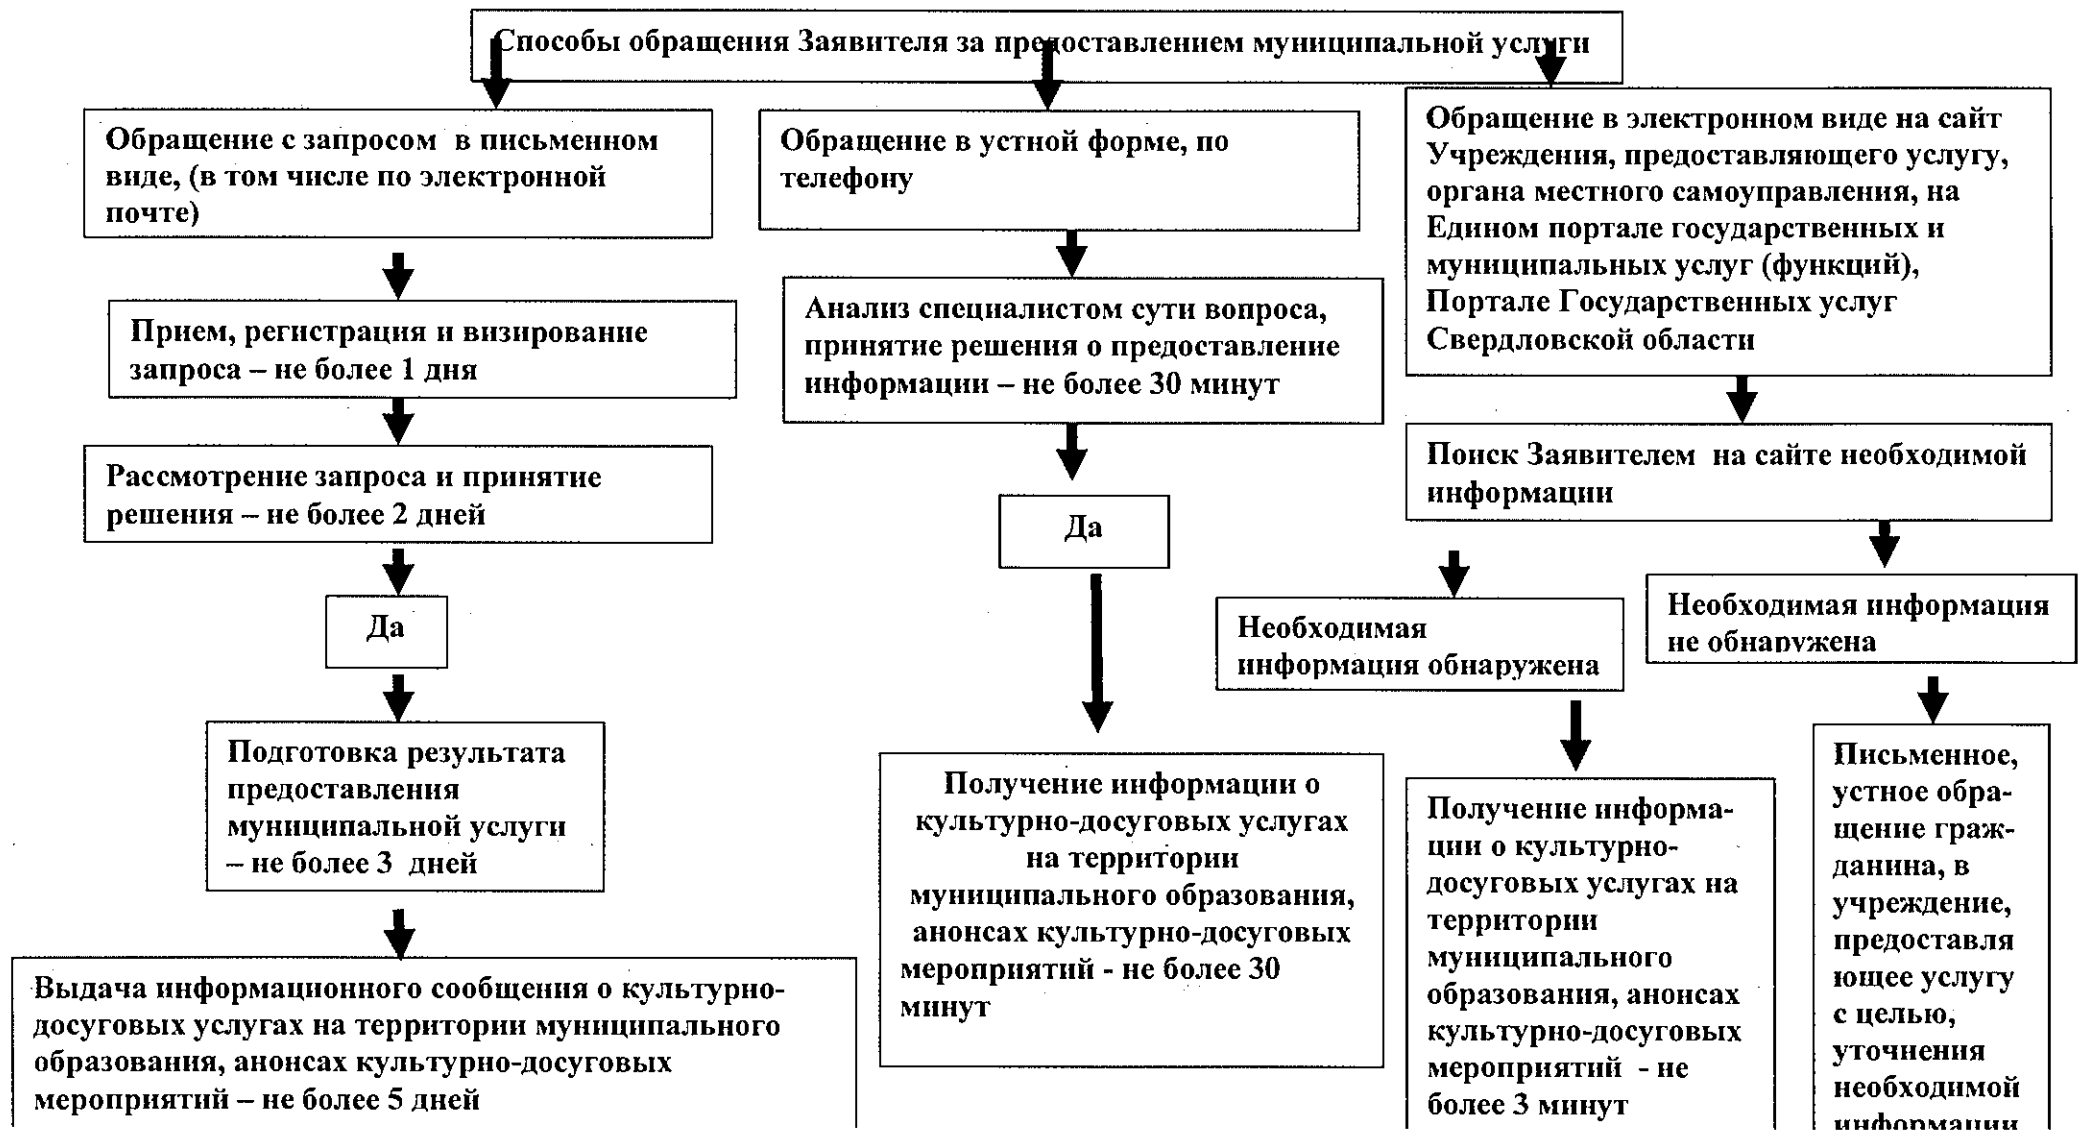 Способы обращения Заявителя за предоставлением муниципальной услуги
Обращение с запросом в письменном
виде, (в том числе по электронной
почте)
Обращение в устной форме, по
телефону
Обращение в электронном виде на сайт
Учреждения, предоставляющего услугу,
органа местного самоуправления, на
Едином портале государственных и
муниципальных услуг (функций),
Портале Государственных услуг
Свердловской области
Прием, регистрация и визирование
запроса – не более 1 дня
Анализ специалистом сути вопроса,
принятие решения о предоставление
информации – не более 30 минут
Рассмотрение запроса и принятие
решения – не более 2 дней
Поиск Заявителем на сайте необходимой
информации
Да
Да
Необходимая
информация обнаружена
Необходимая информация
не обнаружена
Подготовка результата
предоставления
муниципальной услуги
– не более 3 дней
Получение информации о
культурно-досуговых услугах
на территории
муниципального образования,
анонсах культурно-досуговых
мероприятий - не более 30
минут
Получение информа-
ции о культурно-
досуговых услугах на
территории
муниципального
образования, анонсах
культурно-досуговых
мероприятий - не
более 3 минут
Письменное,
устное обра-
щение граж-
данина, в
учреждение,
предоставля
ющее услугу
с целью,
уточнения
необходимой
информации
Выдача информационного сообщения о культурно-
досуговых услугах на территории муниципального
образования, анонсах культурно-досуговых
мероприятий – не более 5 дней